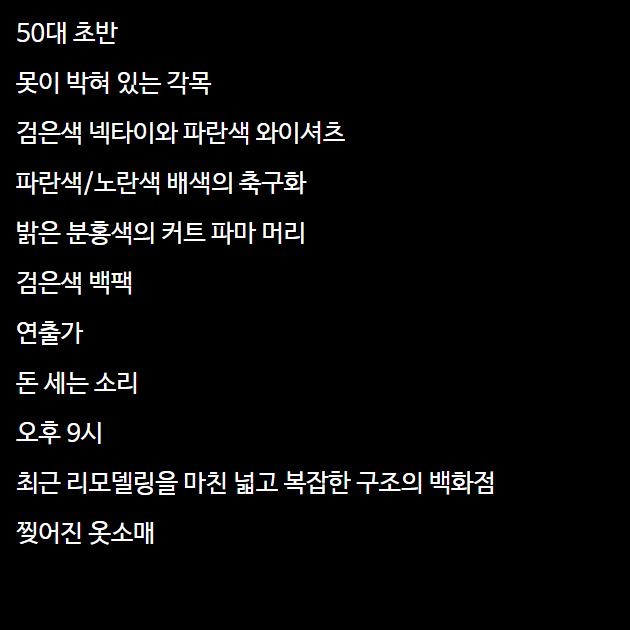 50대 초반
못이 박혀 있는 각목
검은색 넥타이와 파란색 와이셔츠
파란색/노란색 배색의 축구화
밝은 분홍색의 커트 파마 머리
검은색 백팩
연출가
돈 세는 소리
오후 9시
최근 리모델링을 마친 넓고 복잡한 구조의 백화점
찢어진 옷소매